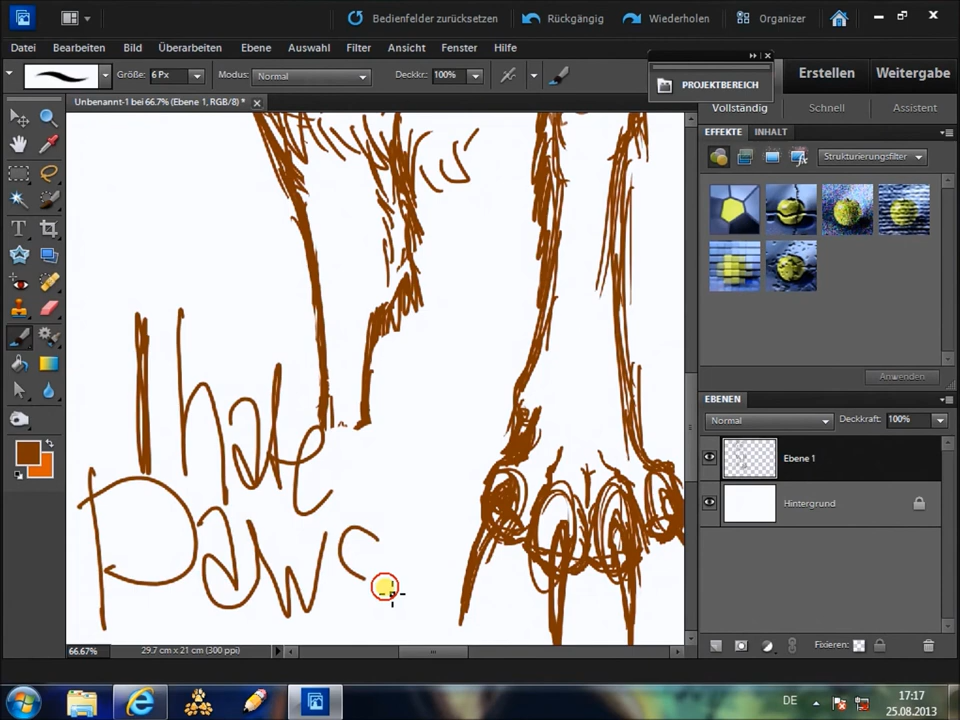 Bedienfelder zurücksetzen Rückgängig Wiederholen Organizer
Datei Bearbeiten Bild Überarbeiten Ebene Auswahl Filter Ansicht Fenster Hilfe
Größe: 6 Px Modus: Normal Deckkr.: 100%
PROJEKTBEREICH
Erstellen Weitergabe
Unbenannt-1 bei 66.7% (Ebene 1, RGB/8) *
Vollständig Schnell Assistent
EFFEKTE INHALT
Strukturierungsfilter
Anwenden
EBENEN
Normal Deckkraft: 100%
Ebene 1
Hintergrund
I hate
Paws
Fixieren:
66.67% 29.7 cm x 21 cm (300 ppi)
DE 17:17
25.08.2013